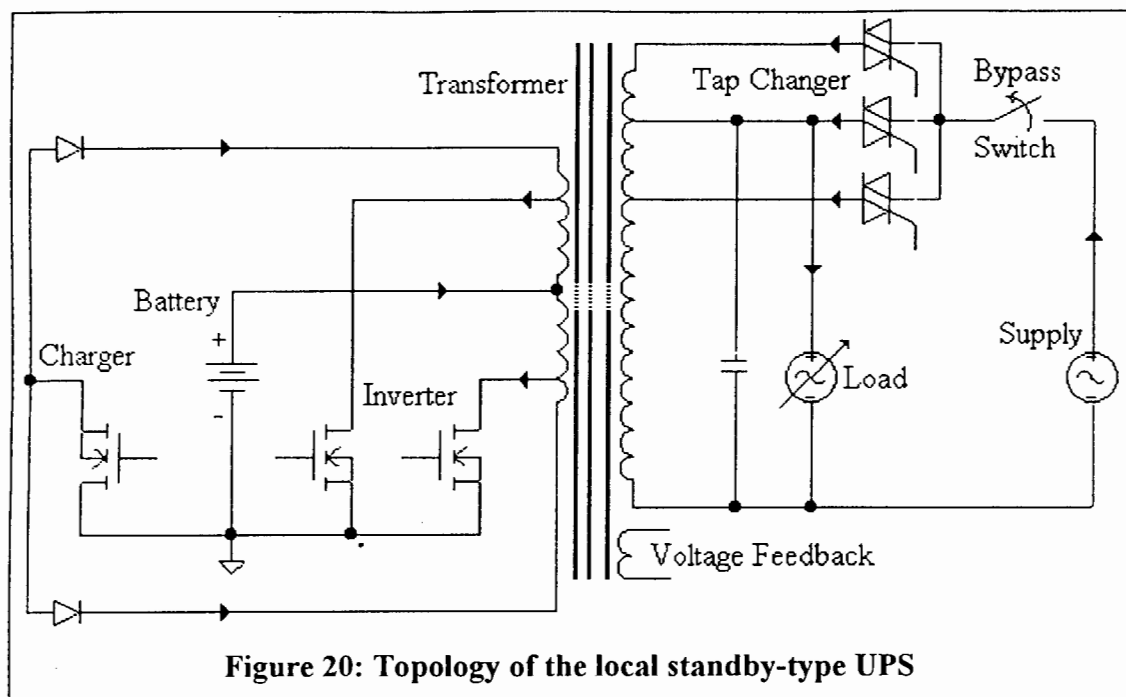 Transformer
Tap Changer
Bypass
Switch
Battery
+
-
Charger
Inverter
Load
Supply
Voltage Feedback
Figure 20: Topology of the local standby-type UPS